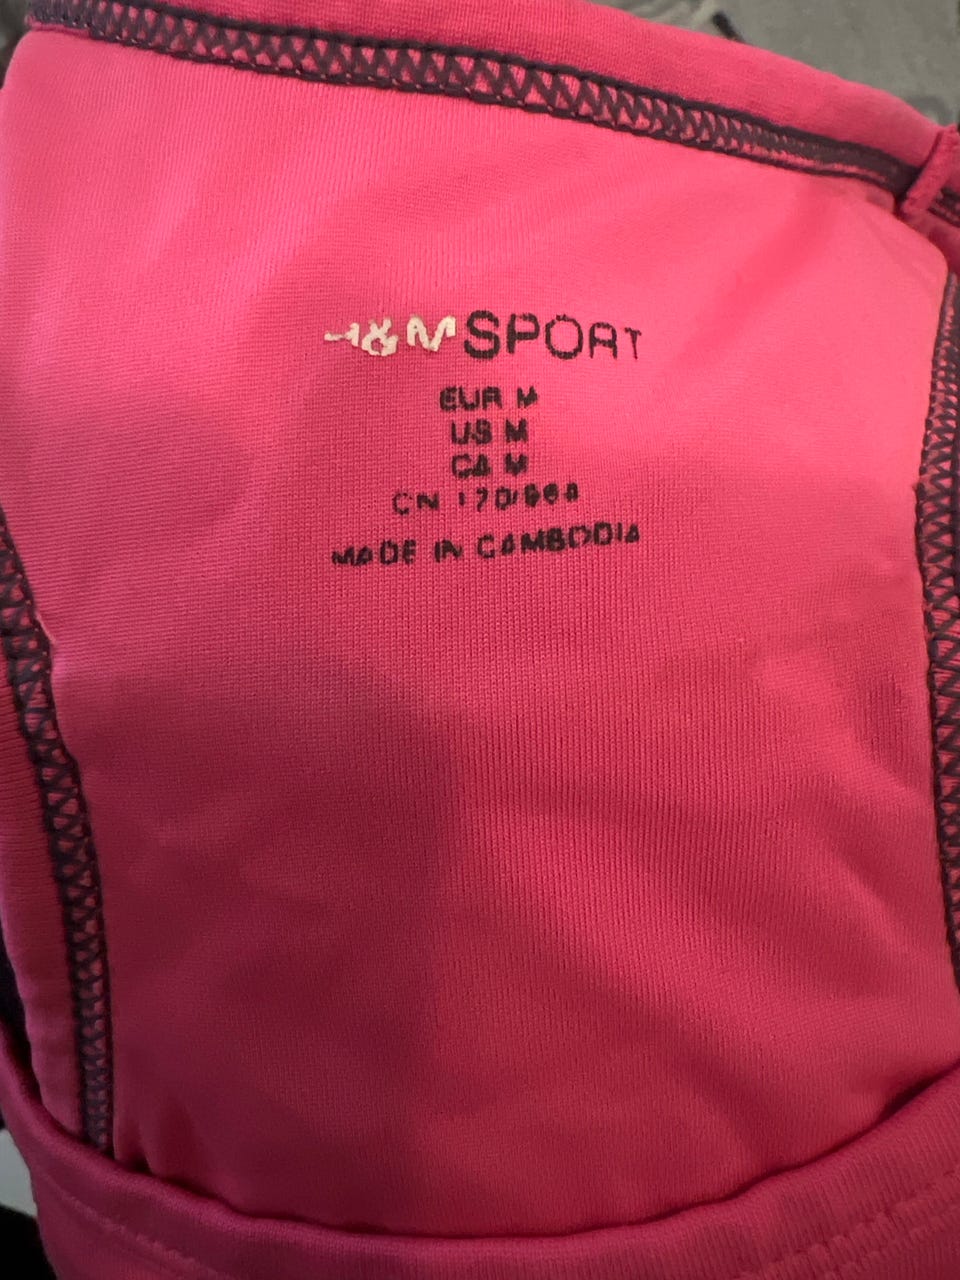 H&M SPORT
EUR M
US M
CA M
CN 170/96A
MADE IN CAMBODIA